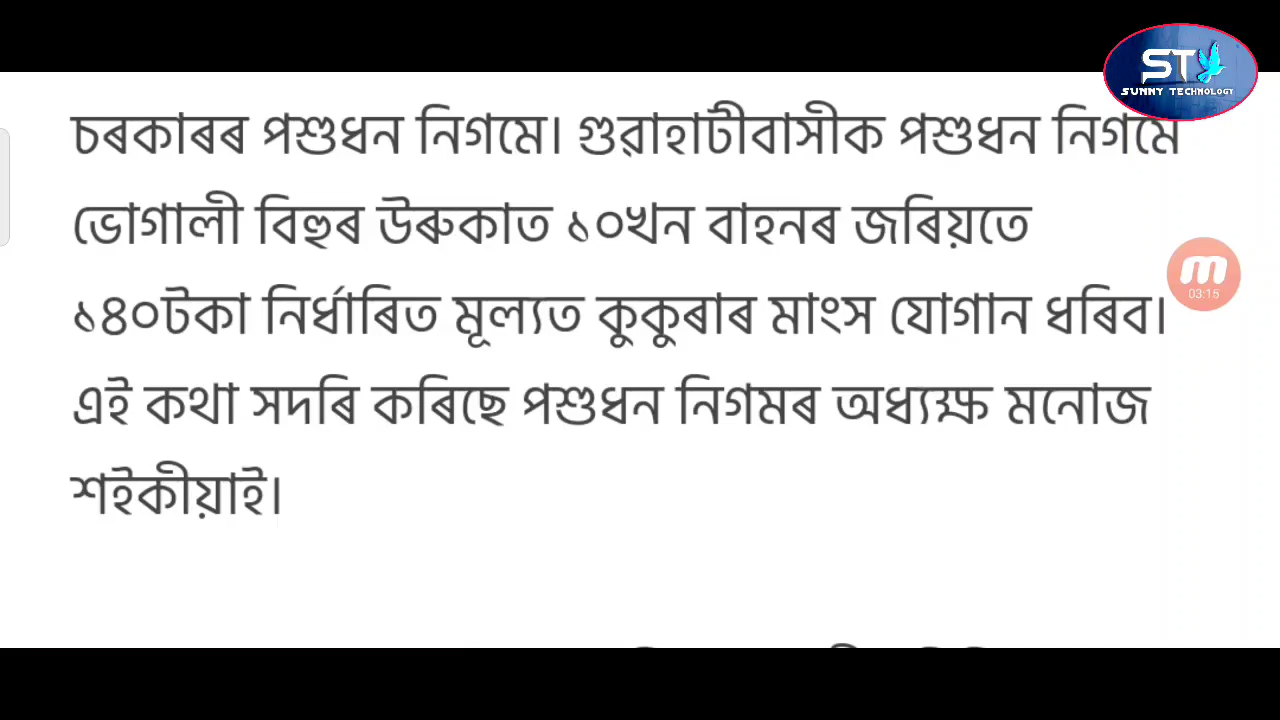 ST
SUNNY TECHNOLOGY
চৰকাৰৰ পশুধন নিগমে। গুৱাহাটীবাসীক পশুধন নিগমে
ভোগালী বিহুৰ উৰুকাত ১০খন বাহনৰ জৰিয়তে
03:15
১৪০টকা নিৰ্ধাৰিত মূল্যত কুকুৰাৰ মাংস যোগান ধৰিব।
এই কথা সদৰি কৰিছে পশুধন নিগমৰ অধ্যক্ষ মনোজ
শইকীয়াই।